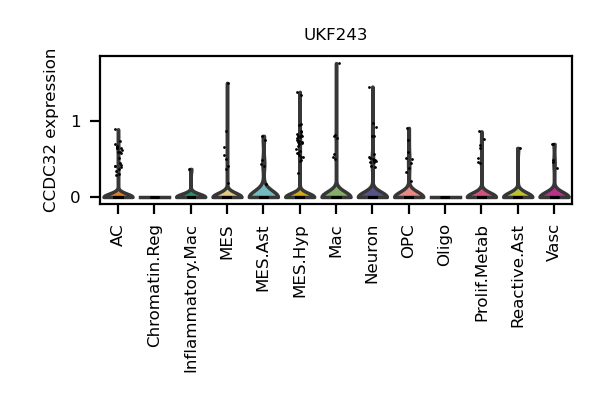 UKF243
CCDC32 expression
1
0
AC
Chromatin.Reg
Inflammatory.Mac
MES
MES.Ast
MES.Hyp
Mac
Neuron
OPC
Oligo
Prolif.Metab
Reactive.Ast
Vasc